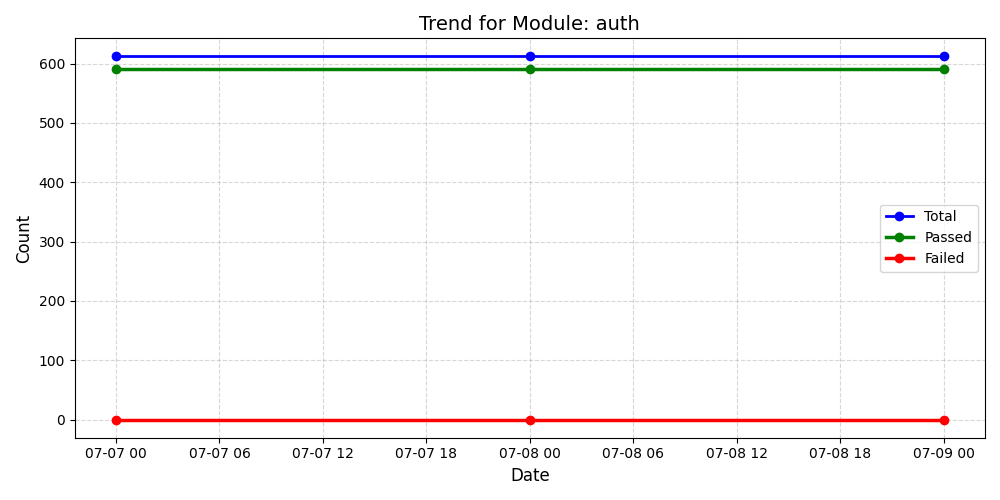 Trend for Module: auth
600
500
400
300
200
100
0
Count
Total
Passed
Failed
07-07 00 07-07 06 07-07 12 07-07 18 07-08 00 07-08 06 07-08 12 07-08 18 07-09 00
Date